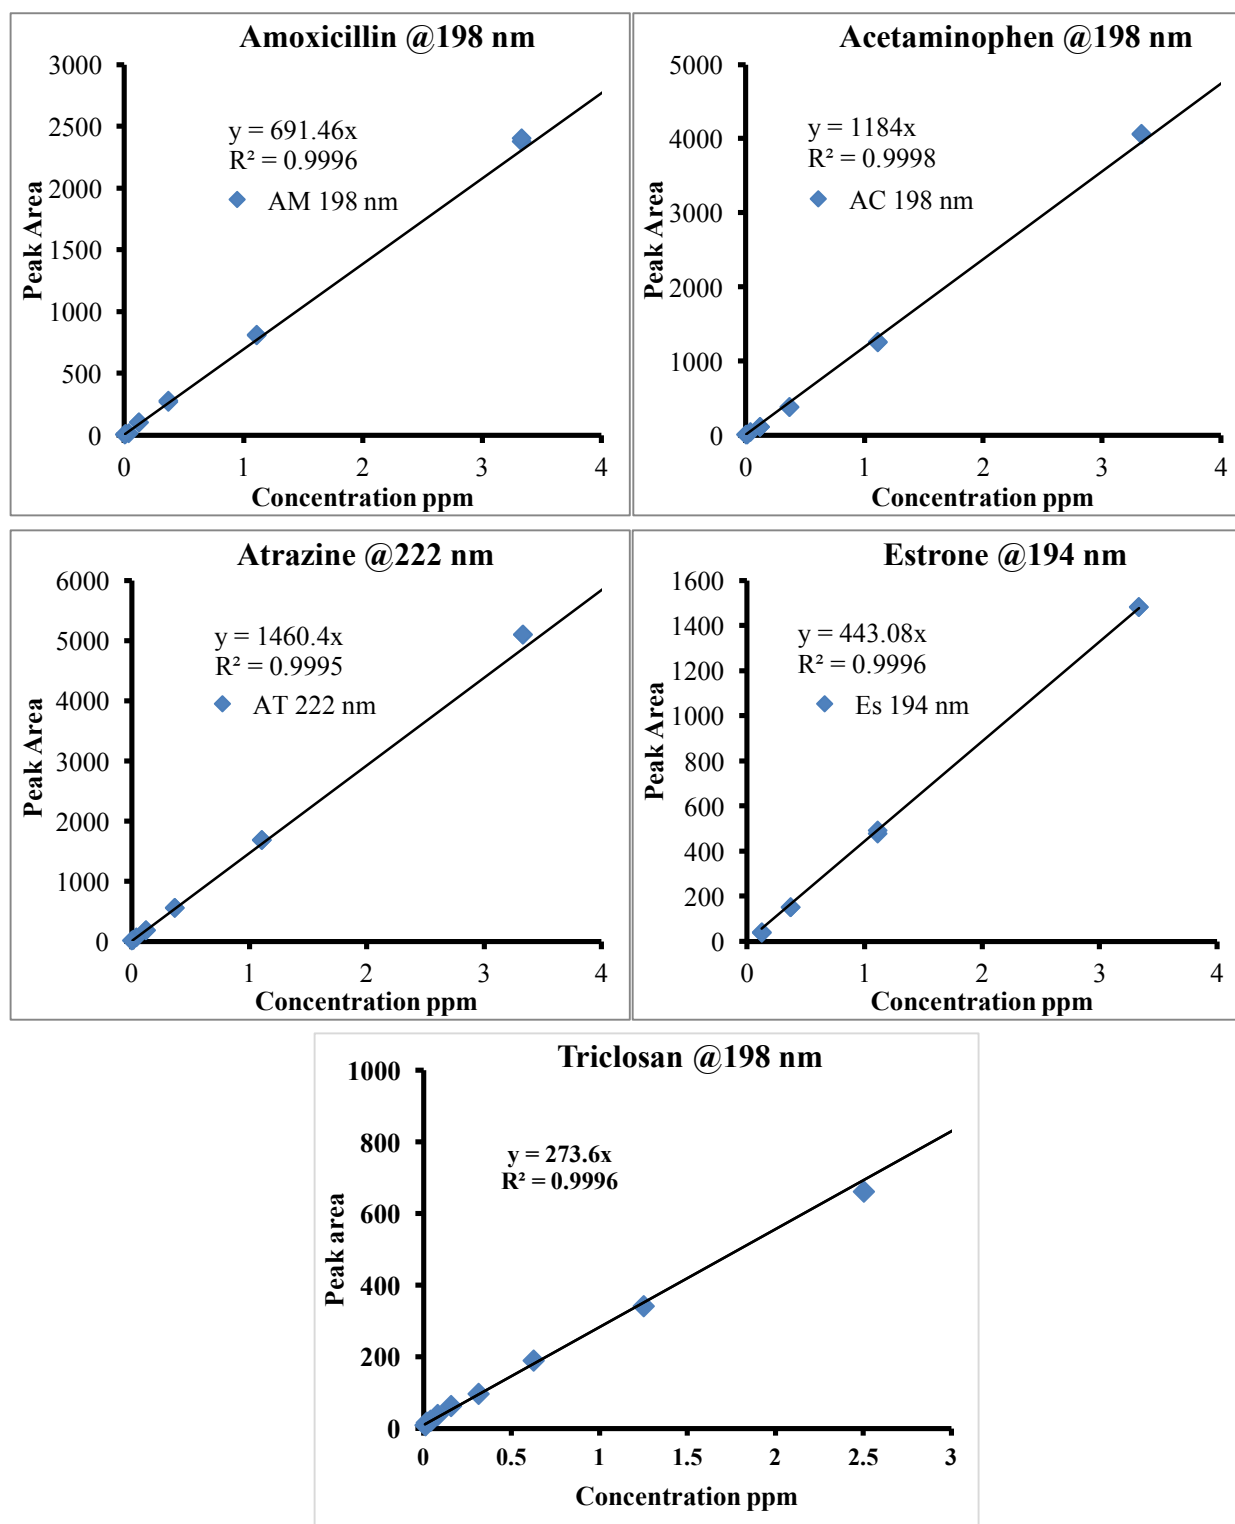 Amoxicillin @198 nm
3000
2500
2000
1500
1000
500
0
y = 691.46x
R² = 0.9996
AM 198 nm
Peak Area
0 1 2 3 4
Concentration ppm
Acetaminophen @198 nm
5000
4000
3000
2000
1000
0
y = 1184x
R² = 0.9998
AC 198 nm
Peak Area
0 1 2 3 4
Concentration ppm
Atrazine @222 nm
6000
5000
4000
3000
2000
1000
0
y = 1460.4x
R² = 0.9995
AT 222 nm
Peak Area
0 1 2 3 4
Concentration ppm
Estrone @194 nm
1600
1400
1200
1000
800
600
400
200
0
y = 443.08x
R² = 0.9996
Es 194 nm
Peak Area
0 1 2 3 4
Concentration ppm
Triclosan @198 nm
1000
800
600
400
200
0
y = 273.6x
R² = 0.9996
Peak area
0 0.5 1 1.5 2 2.5 3
Concentration ppm